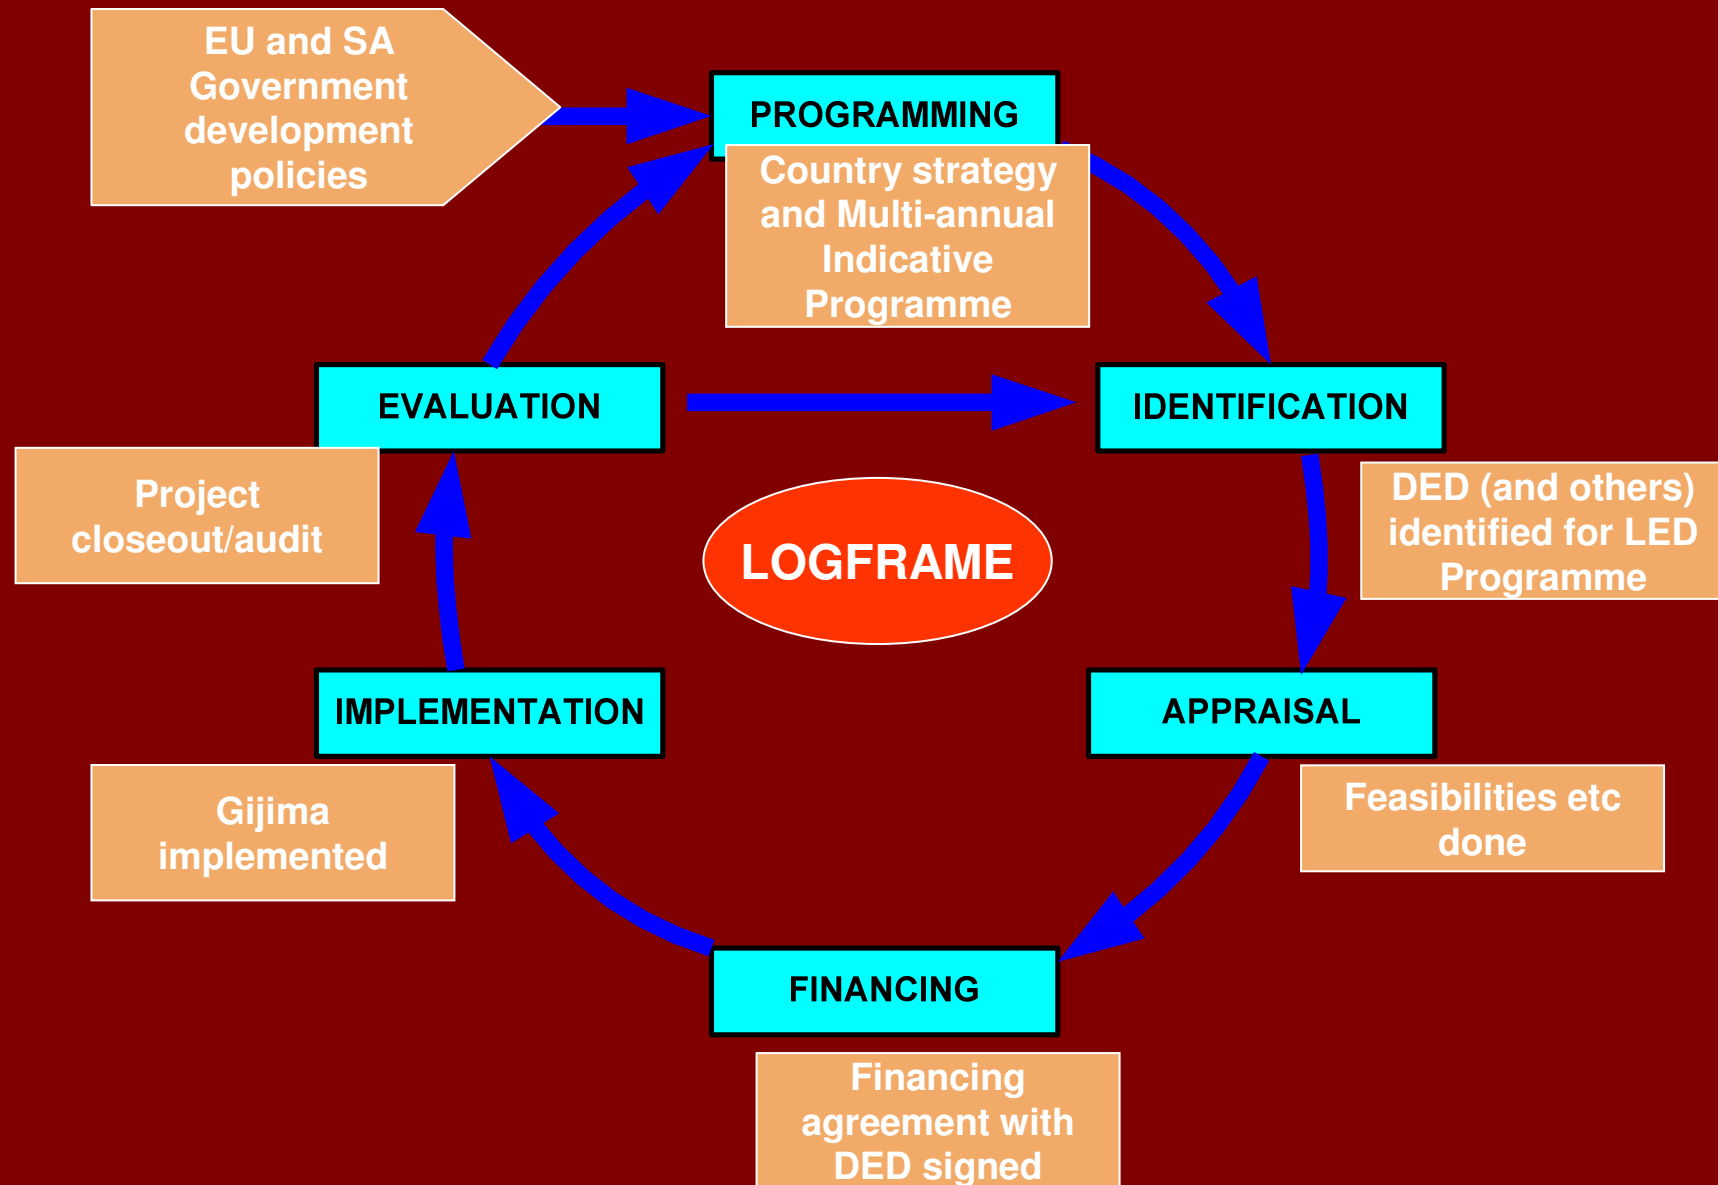 EU and SA
Government
development
policies
PROGRAMMING
Country strategy
and Multi-annual
Indicative
Programme
EVALUATION
IDENTIFICATION
Project
closeout/audit
DED (and others)
identified for LED
Programme
LOGFRAME
IMPLEMENTATION
APPRAISAL
Gijima
implemented
Feasibilities etc
done
FINANCING
Financing
agreement with
DED signed